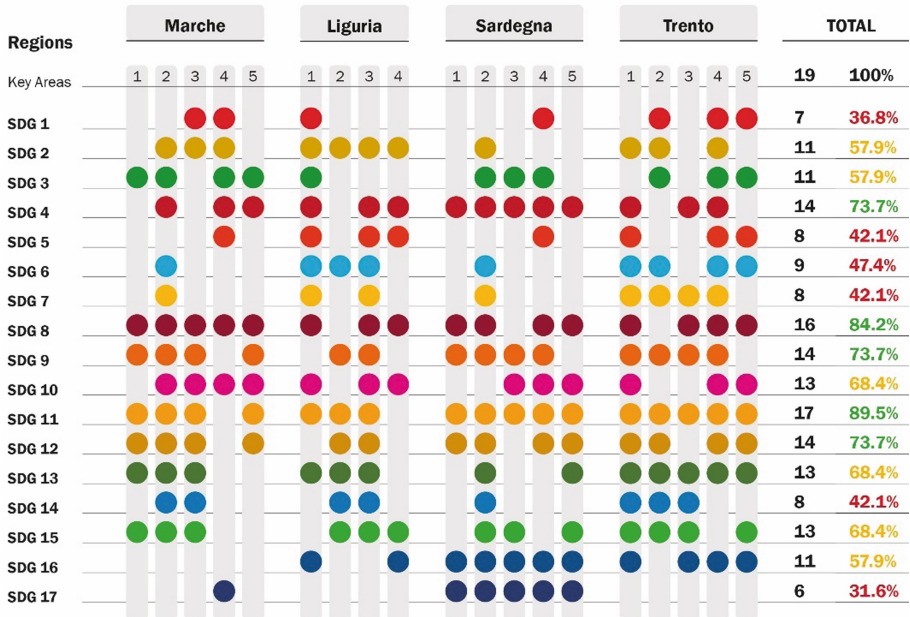 Marche Liguria Sardegna Trento TOTAL
Regions
Key Areas 1 2 3 4 5 1 2 3 4 1 2 3 4 5 1 2 3 4 5 19 100%
SDG 1 7 36.8%
SDG 2 11 57.9%
SDG 3 11 57.9%
SDG 4 14 73.7%
SDG 5 8 42.1%
SDG 6 9 47.4%
SDG 7 8 42.1%
SDG 8 16 84.2%
SDG 9 14 73.7%
SDG 10 13 68.4%
SDG 11 17 89.5%
SDG 12 14 73.7%
SDG 13 13 68.4%
SDG 14 8 42.1%
SDG 15 13 68.4%
SDG 16 11 57.9%
SDG 17 6 31.6%